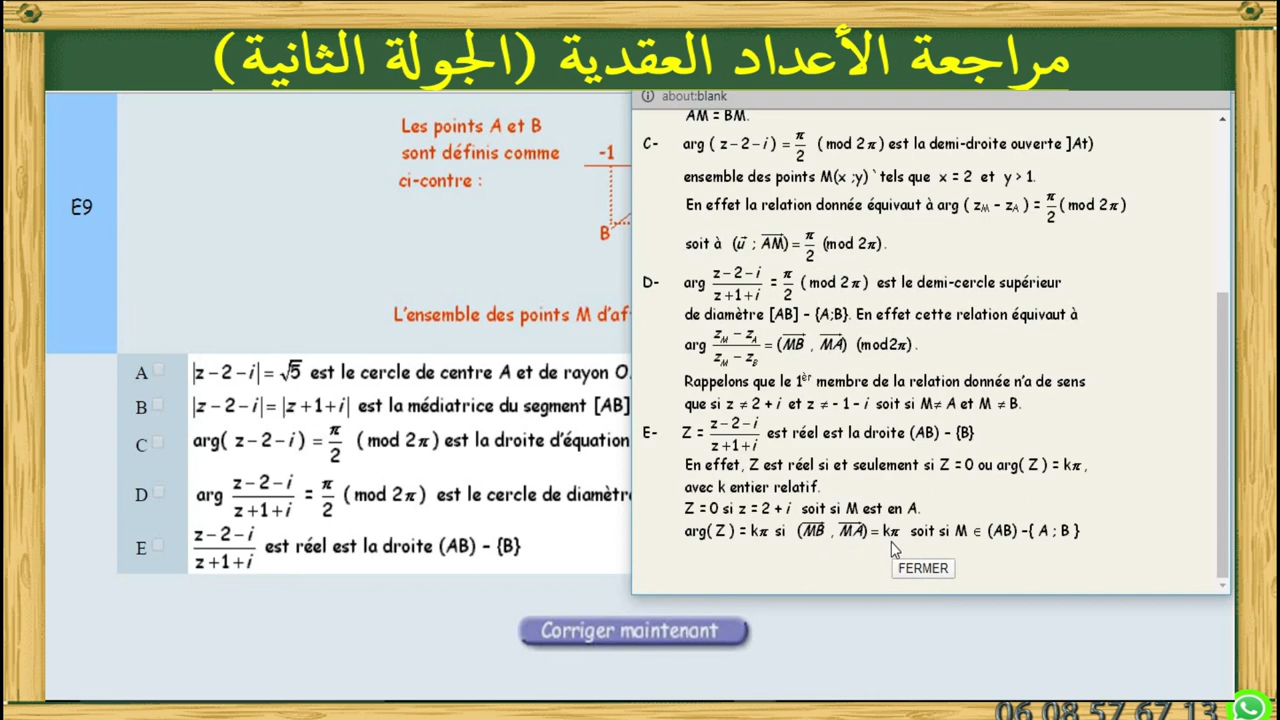 مراجعة الأعداد العقدية (الجولة الثانية)
E9
Les points A et B
sont définis comme
ci-contre :
-1
B
L'ensemble des points M d'af
A |z-2-i| = √5 est le cercle de centre A et de rayon O.
B |z-2-i| = |z+1+i| est la médiatrice du segment [AB]
C arg( z-2-i) = π/2 ( mod 2π) est la droite d'équation
D arg (z-2-i)/(z+1+i) = π/2 ( mod 2π) est le cercle de diamètr
E (z-2-i)/(z+1+i) est réel est la droite (AB) - {B}
Corriger maintenant
about:blank
AM = BM.
C- arg ( z-2-i) = π/2 ( mod 2π) est la demi-droite ouverte ]At)
ensemble des points M(x ;y)` tels que x = 2 et y > 1.
En effet la relation donnée équivaut à arg ( z_M - z_A ) = π/2 ( mod 2π)
soit à (u⃗ ; AM⃗) = π/2 (mod 2π).
D- arg (z-2-i)/(z+1+i) = π/2 ( mod 2π) est le demi-cercle supérieur
de diamètre [AB] - {A;B}. En effet cette relation équivaut à
arg (z_M - z_A)/(z_M - z_B) = (MB⃗ , MA⃗) (mod2π).
Rappelons que le 1èr membre de la relation donnée n'a de sens
que si z ≠ 2 + i et z ≠ - 1 - i soit si M≠ A et M ≠ B.
E- Z = (z-2-i)/(z+1+i) est réel est la droite (AB) - {B}
En effet, Z est réel si et seulement si Z = 0 ou arg( Z ) = kπ,
avec k entier relatif.
Z = 0 si z = 2 + i soit si M est en A.
arg( Z ) = kπ si (MB⃗ , MA⃗) = kπ soit si M ∈ (AB) -{ A ; B }
FERMER
06 08 57 67 13